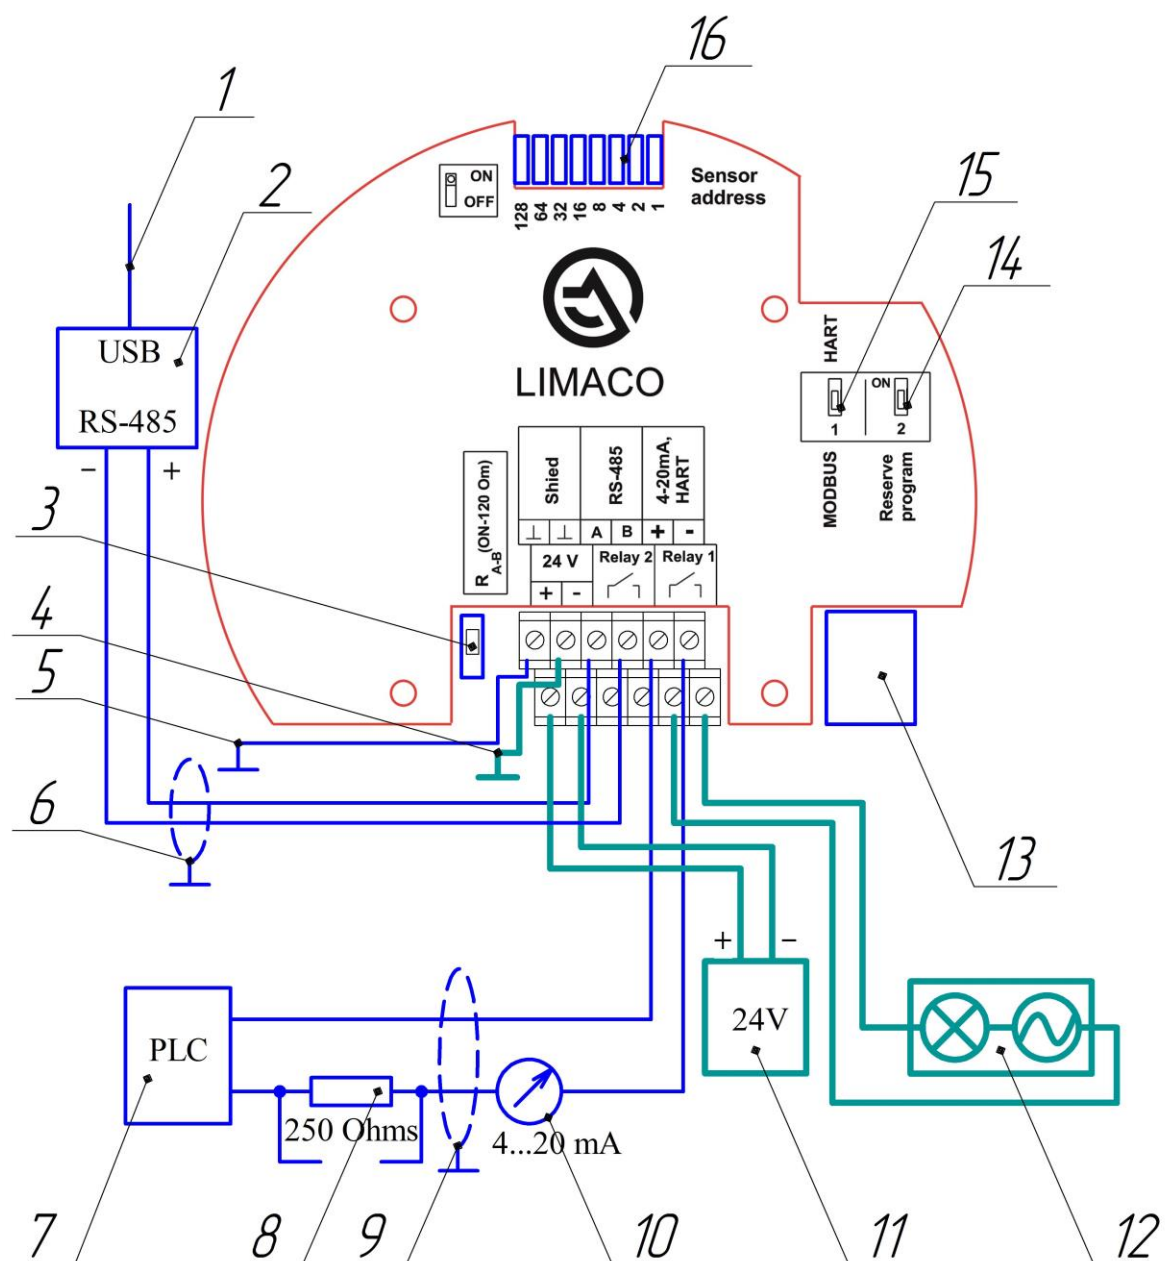 16
1
2
ON
OFF
128
64
32
16
8
4
2
1
Sensor
address
15
14
LIMACO
HART
ON
1
2
MODBUS
Reserve
program
USB
RS-485
−
+
3
R A-B (ON-120 Om)
Shied
RS-485
4-20mA,
HART
⊥
⊥
A
B
+
-
24 V
Relay 2
Relay 1
+
-
4
5
6
13
+
−
24V
PLC
250 Ohms
4...20 mA
7
8
9
10
11
12